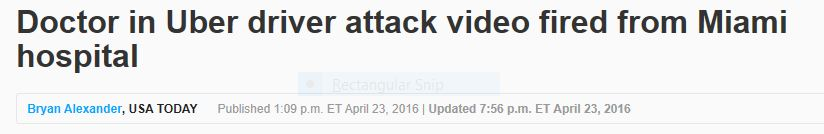 Doctor in Uber driver attack video fired from Miami
hospital
Rectangular Snip
Bryan Alexander, USA TODAY Published 1:09 p.m. ET April 23, 2016 | Updated 7:56 p.m. ET April 23, 2016